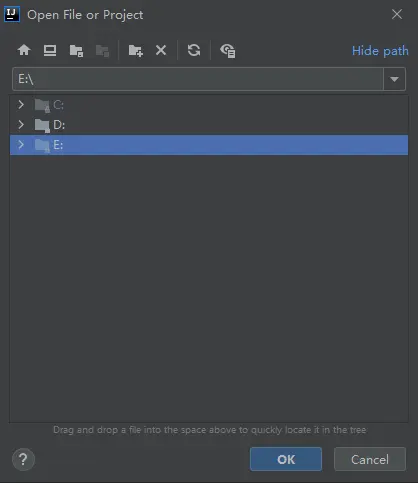 IJ
Open File or Project
Hide path
E:\
C:
D:
E:
Drag and drop a file into the space above to quickly locate it in the tree
?
OK
Cancel